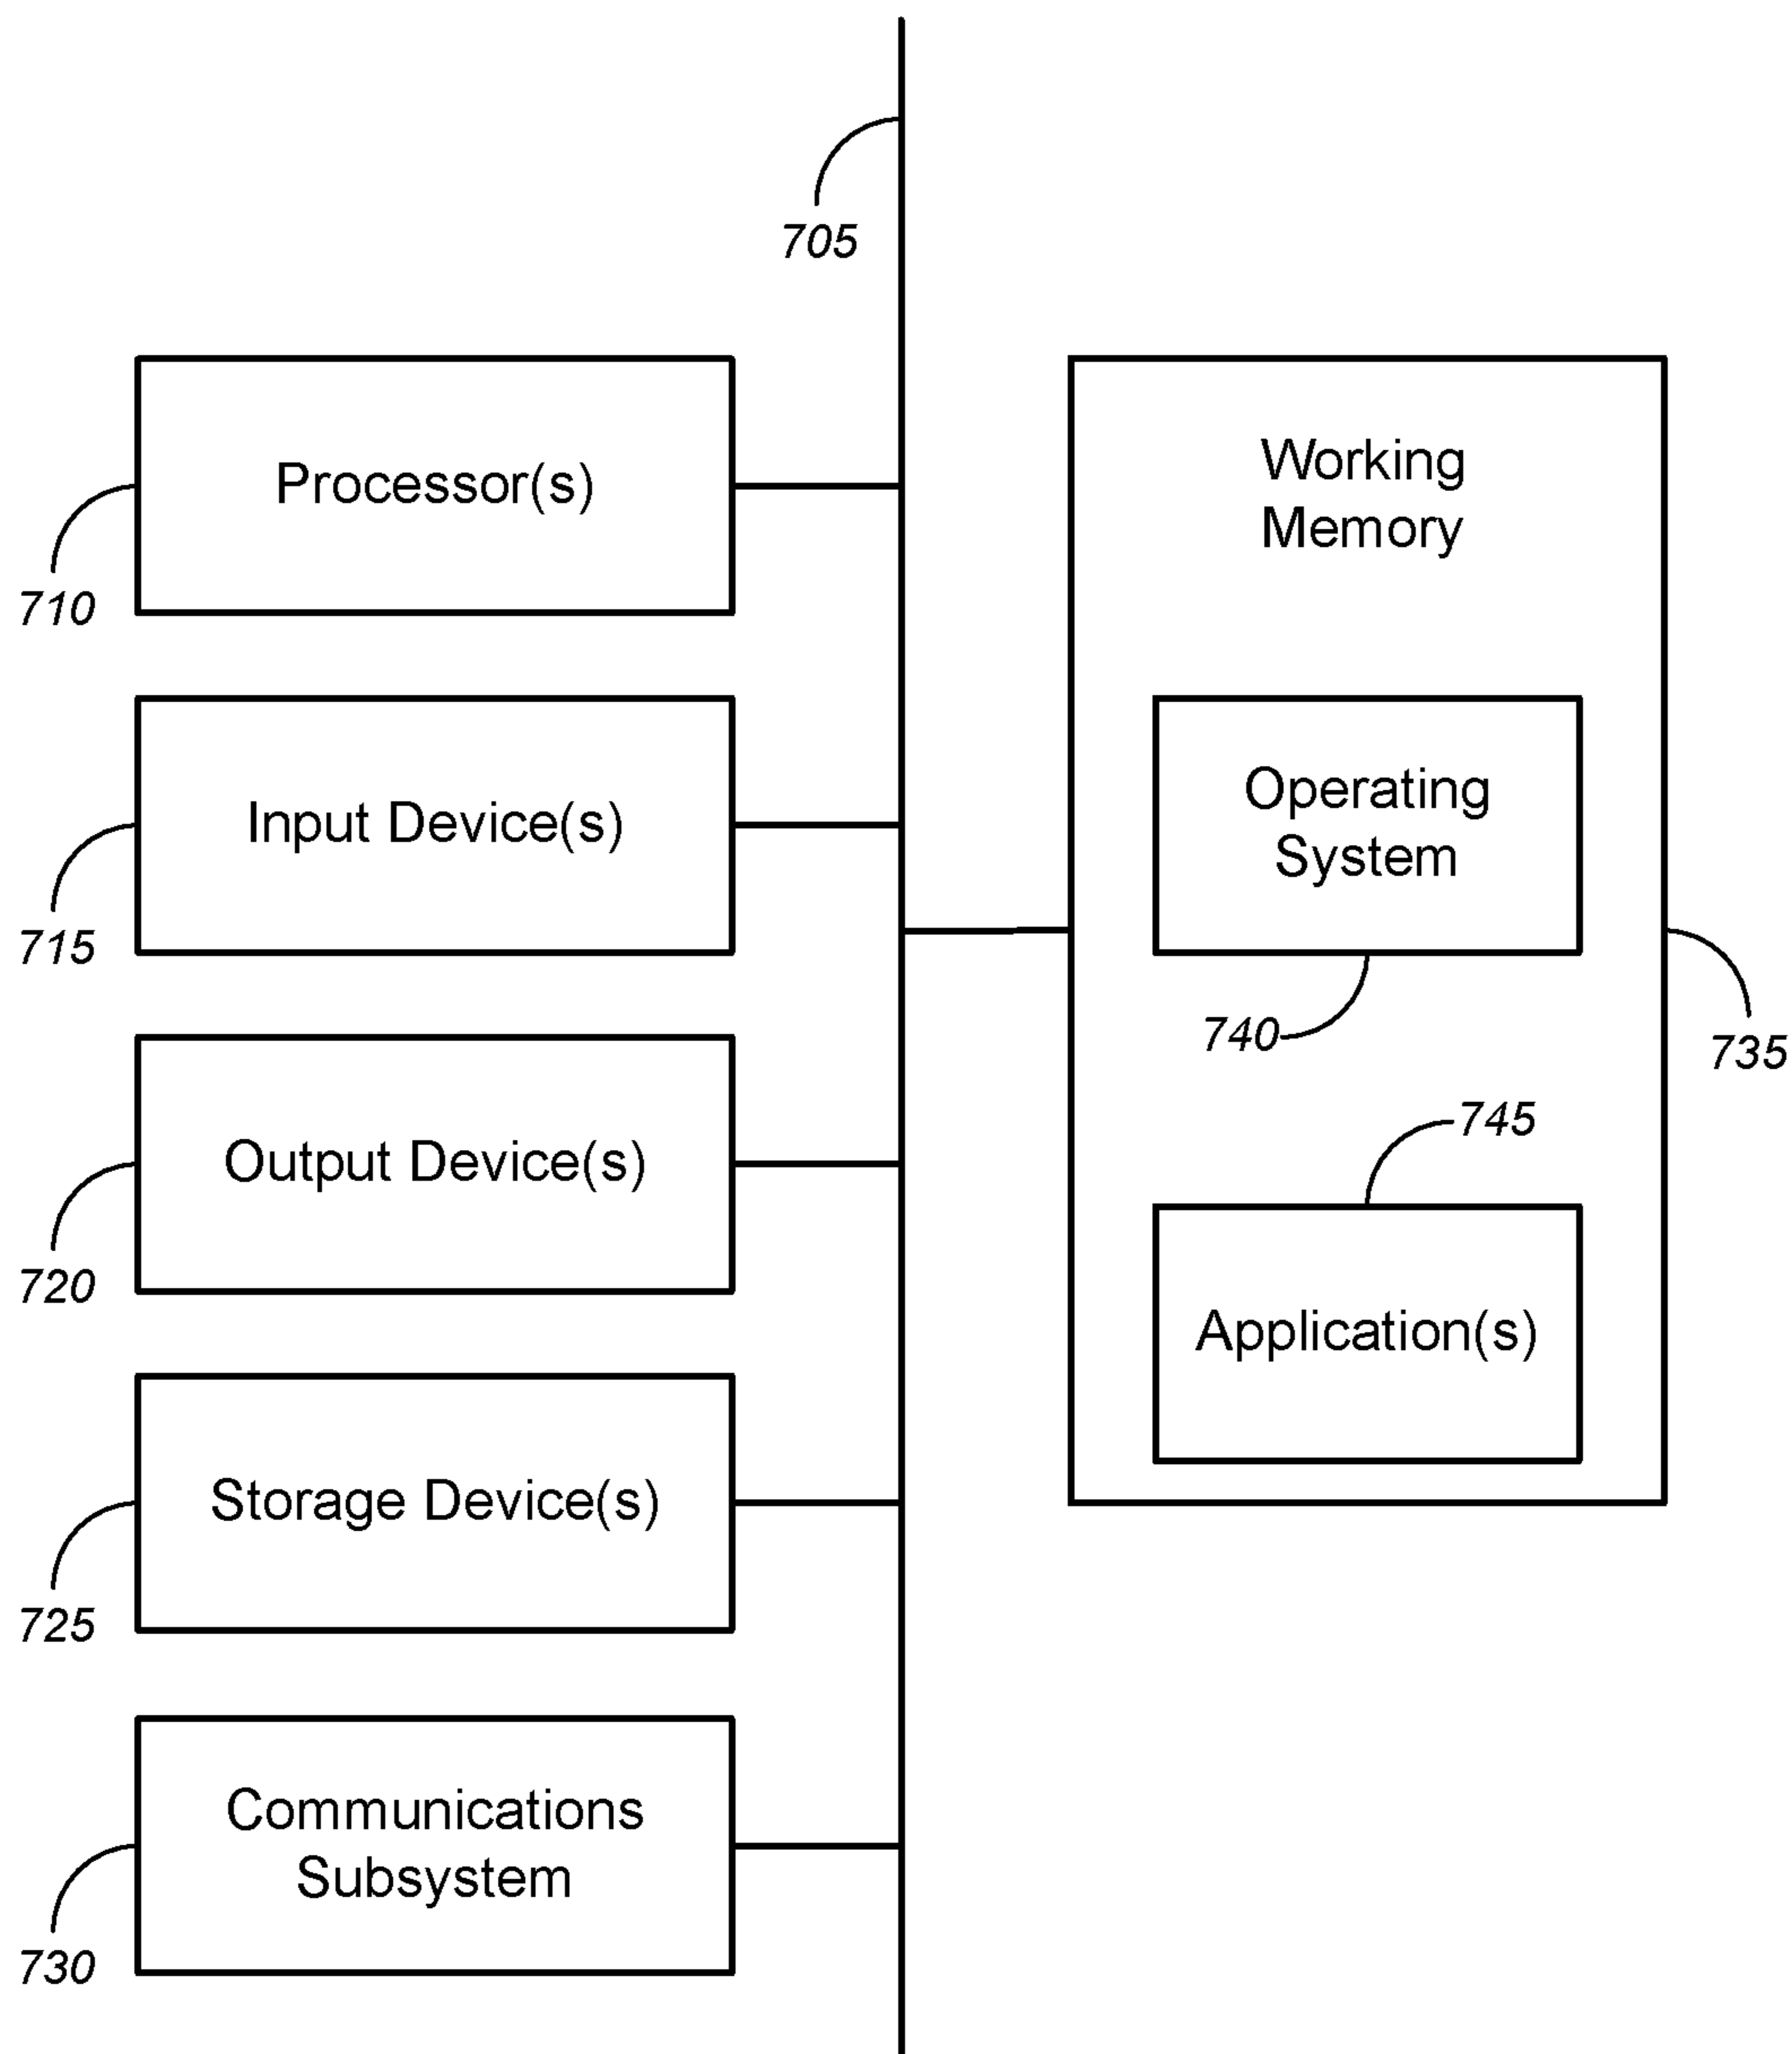 705
Processor(s)
710
Input Device(s)
715
Output Device(s)
720
Storage Device(s)
725
Communications
Subsystem
730
Working
Memory
Operating
System
740
735
745
Application(s)